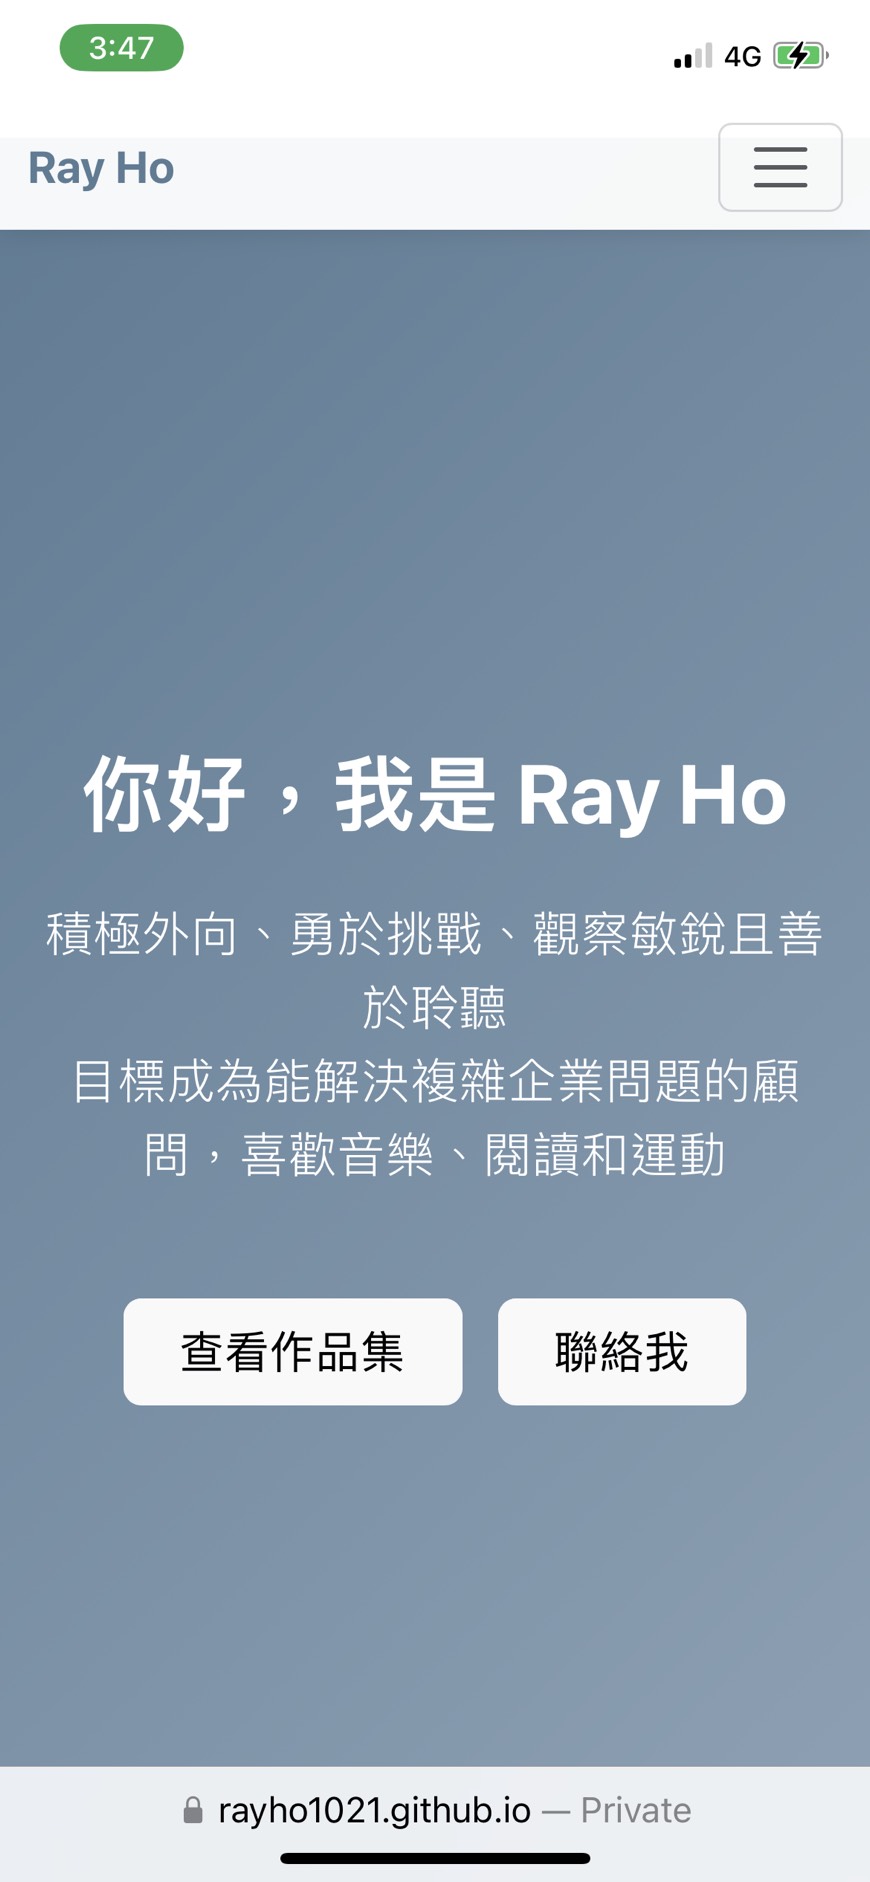 3:47
4G
Ray Ho
你好，我是 Ray Ho
積極外向、勇於挑戰、觀察敏銳且善
於聆聽
目標成為能解決複雜企業問題的顧
問，喜歡音樂、閱讀和運動
查看作品集
聯絡我
rayho1021.github.io — Private